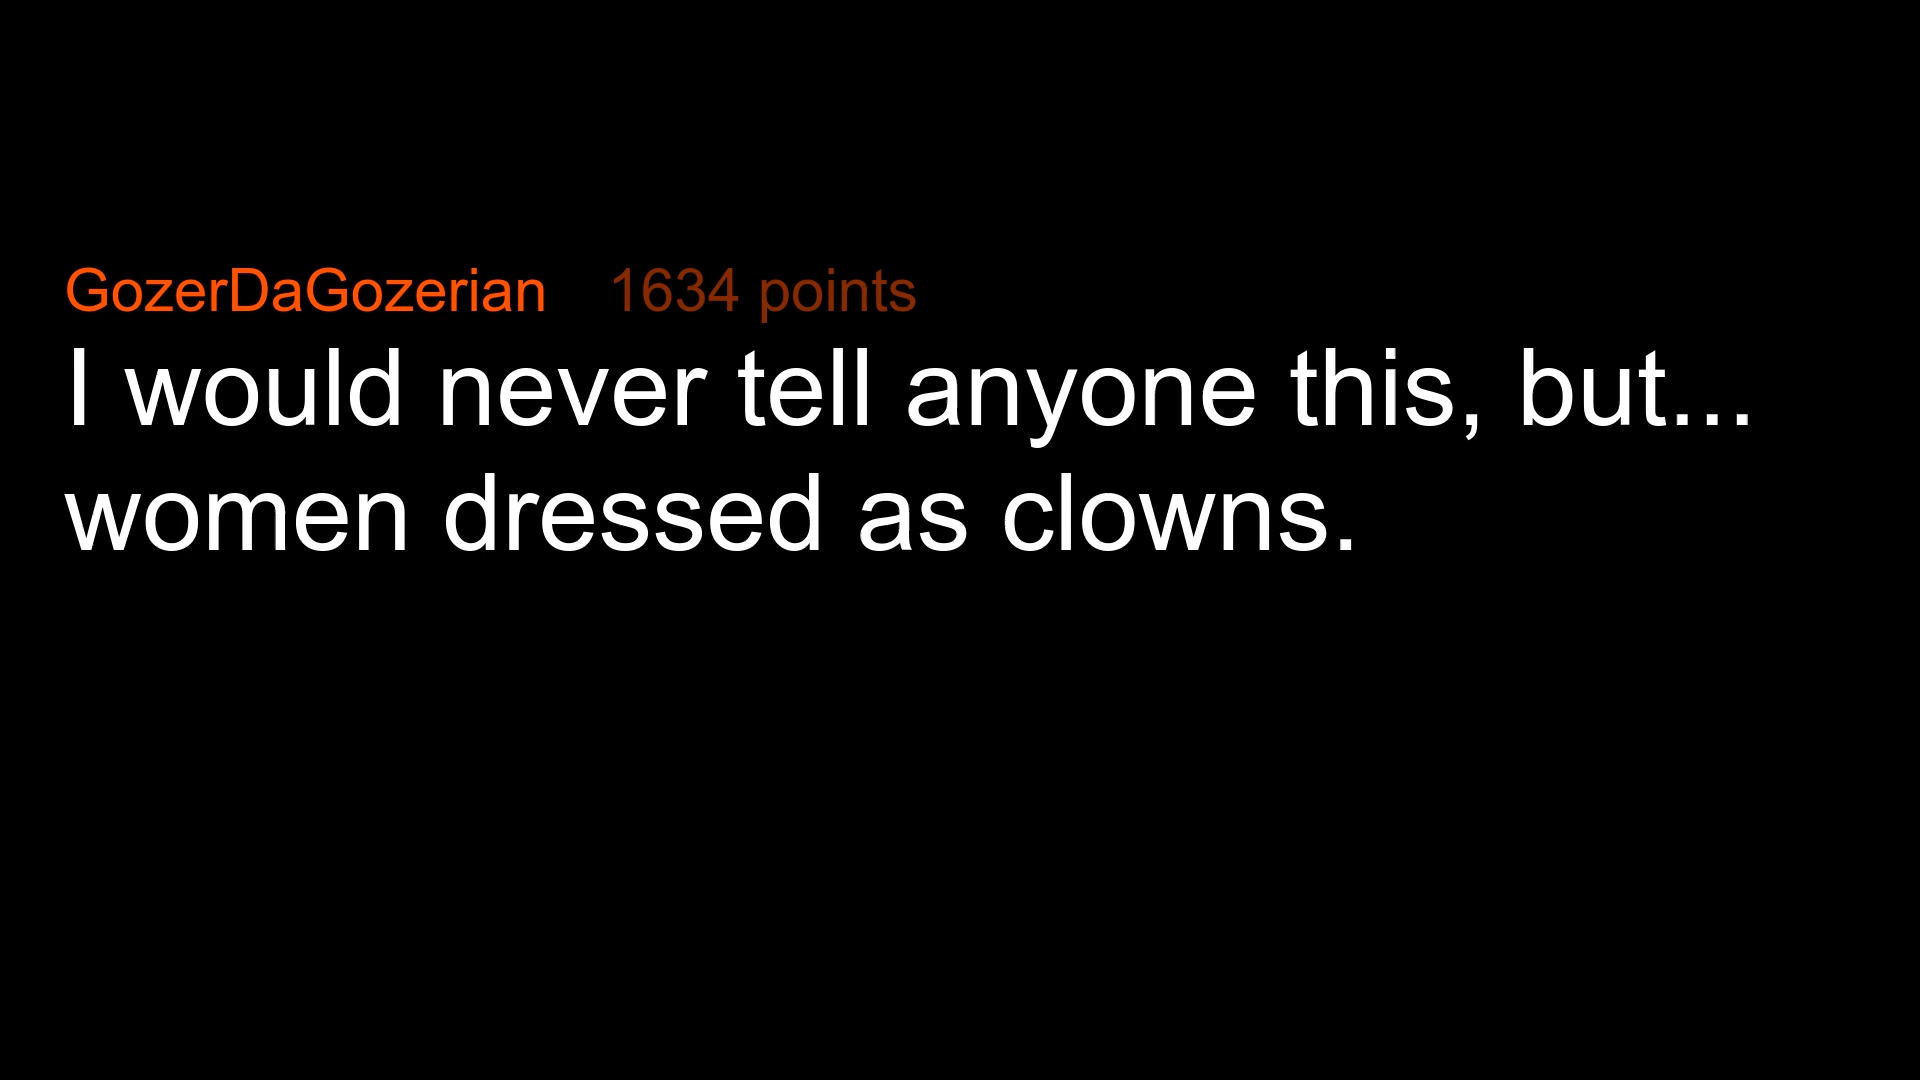 GozerDaGozerian 1634 points
I would never tell anyone this, but...
women dressed as clowns.